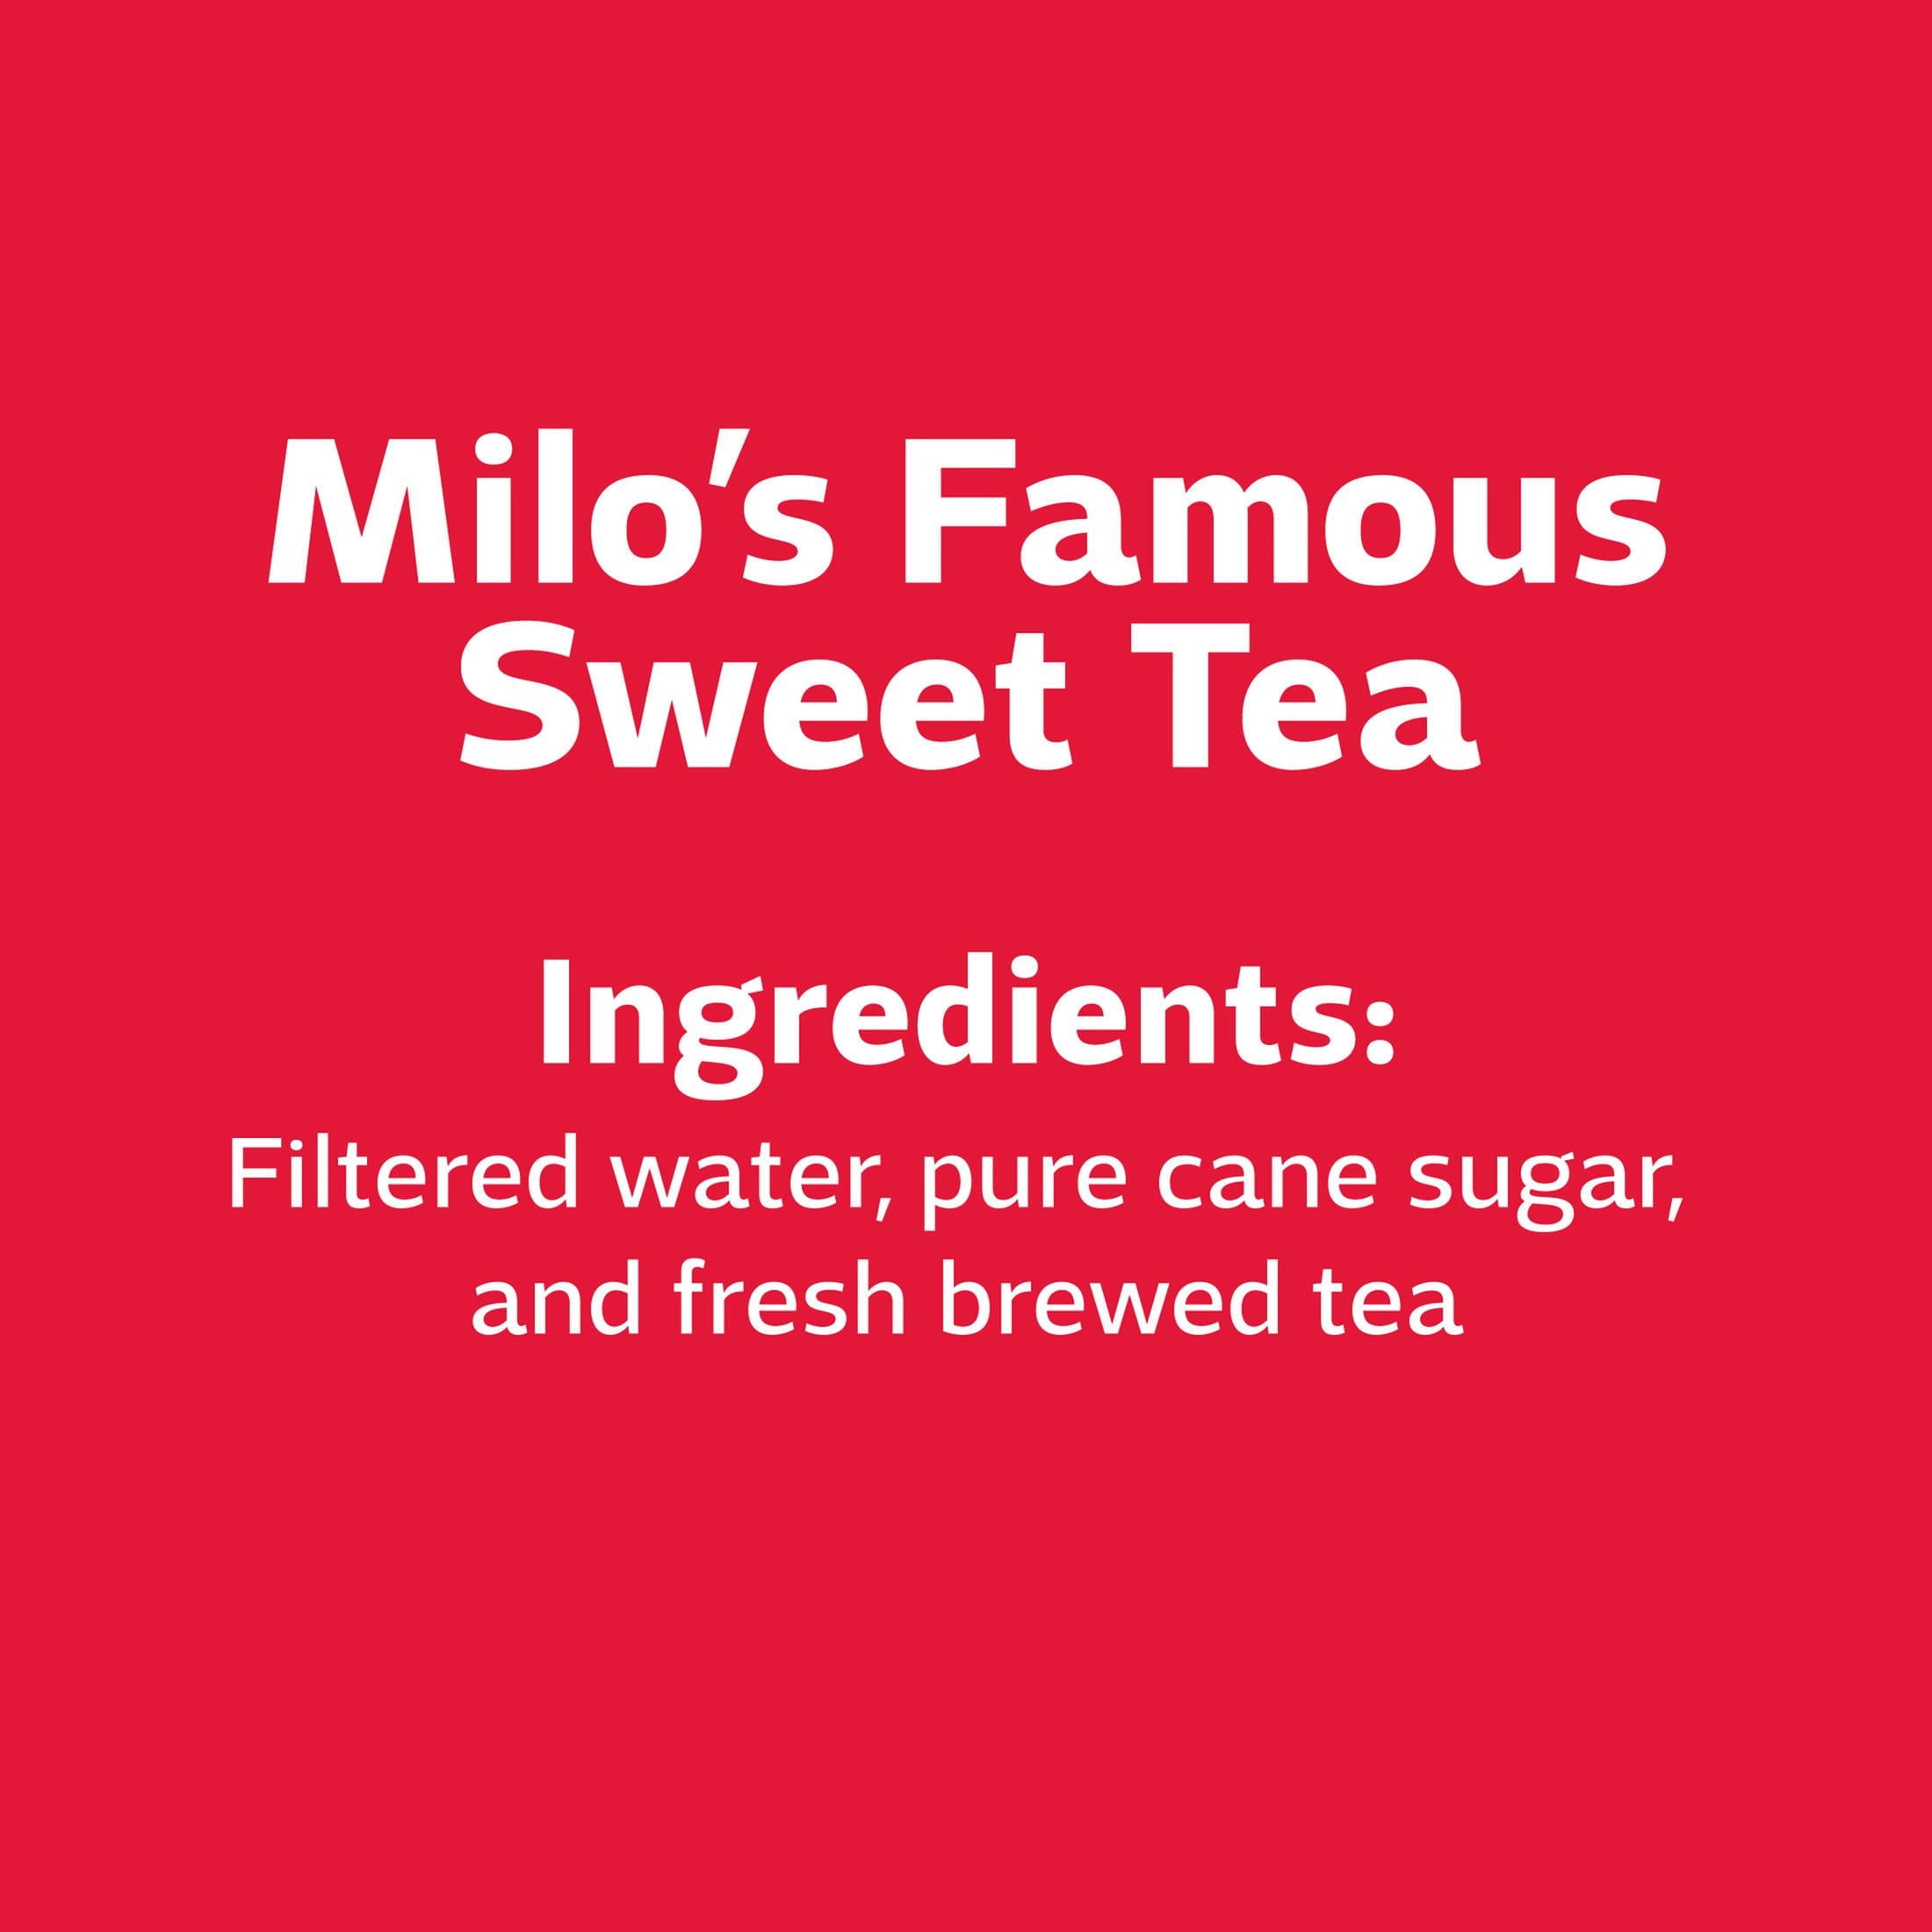 Milo's Famous
Sweet Tea
Ingredients:
Filtered water, pure cane sugar,
and fresh brewed tea